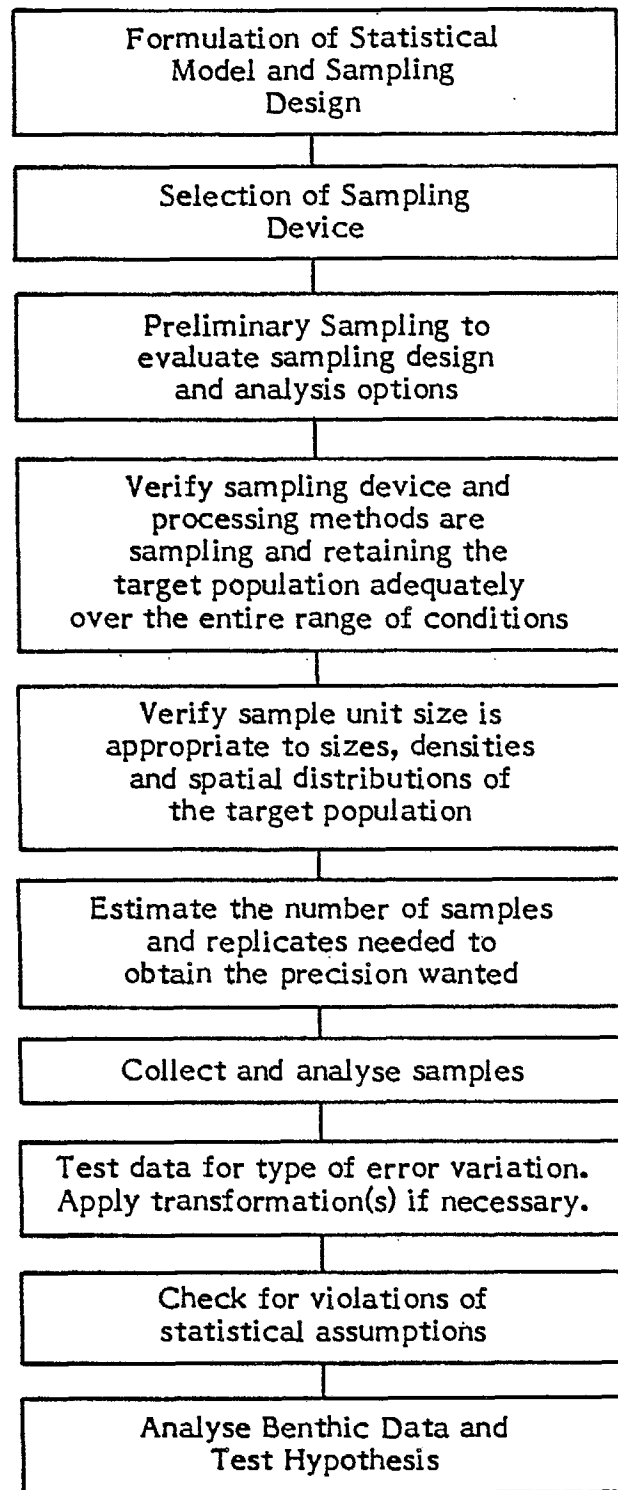 Formulation of Statistical
Model and Sampling
Design
Selection of Sampling
Device
Preliminary Sampling to
evaluate sampling design
and analysis options
Verify sampling device and
processing methods are
sampling and retaining the
target population adequately
over the entire range of conditions
Verify sample unit size is
appropriate to sizes, densities
and spatial distributions of
the target population
Estimate the number of samples
and replicates needed to
obtain the precision wanted
Collect and analyse samples
Test data for type of error variation.
Apply transformation(s) if necessary.
Check for violations of
statistical assumptions
Analyse Benthic Data and
Test Hypothesis